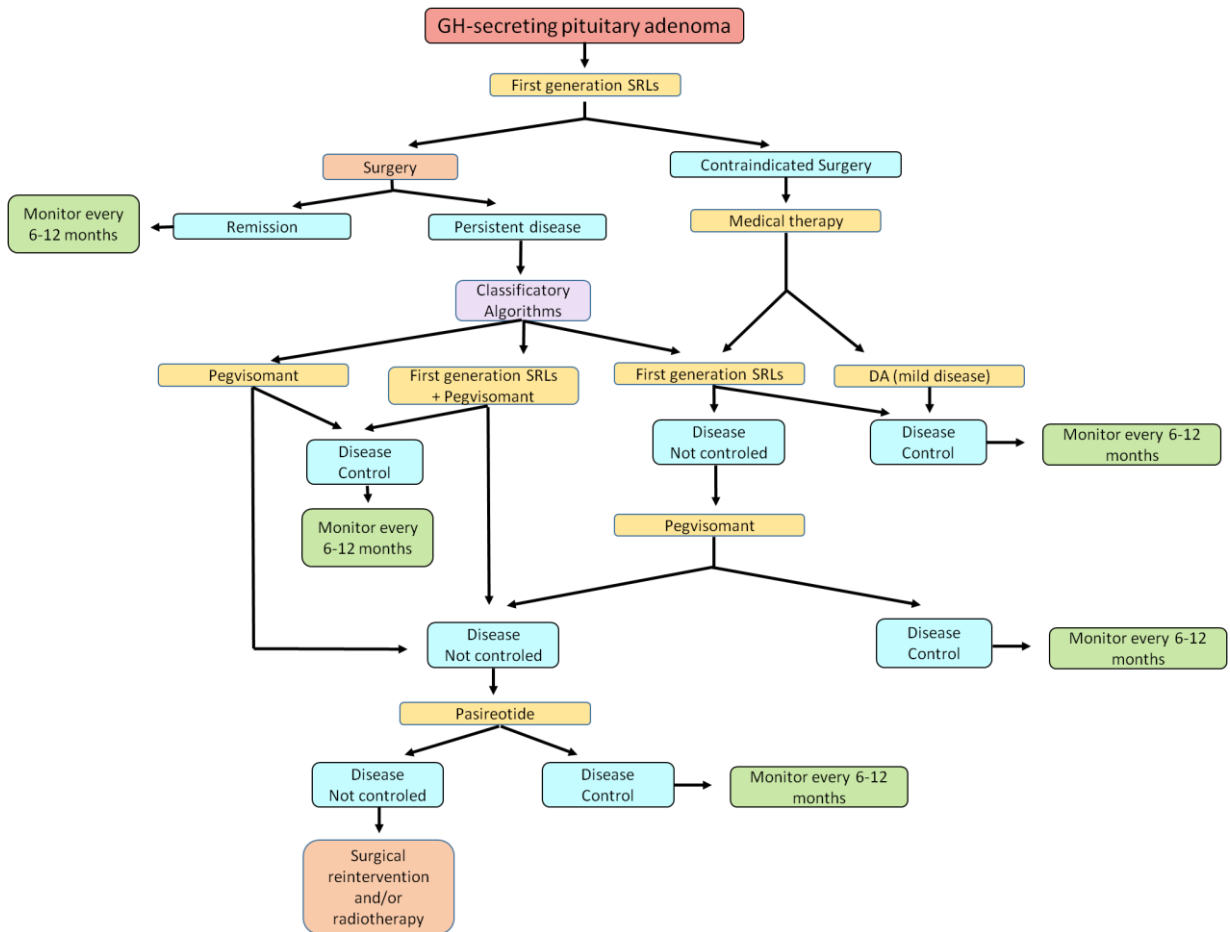 GH-secreting pituitary adenoma
First generation SRLs
Surgery
Contraindicated Surgery
Monitor every
6-12 months
Remission
Persistent disease
Medical therapy
Classificatory
Algorithms
Pegvisomant
First generation SRLs
+ Pegvisomant
First generation SRLs
DA (mild disease)
Disease
Control
Disease
Not controled
Disease
Control
Monitor every 6-12
months
Monitor every
6-12 months
Pegvisomant
Disease
Not controled
Disease
Control
Monitor every 6-12
months
Pasireotide
Disease
Not controled
Disease
Control
Monitor every 6-12
months
Surgical
reintervention
and/or
radiotherapy